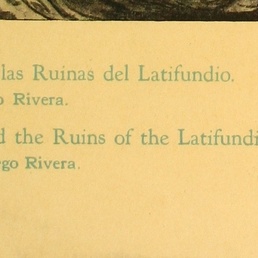 las Ruinas del Latifundio.
o Rivera.
d the Ruins of the Latifundi
ego Rivera.